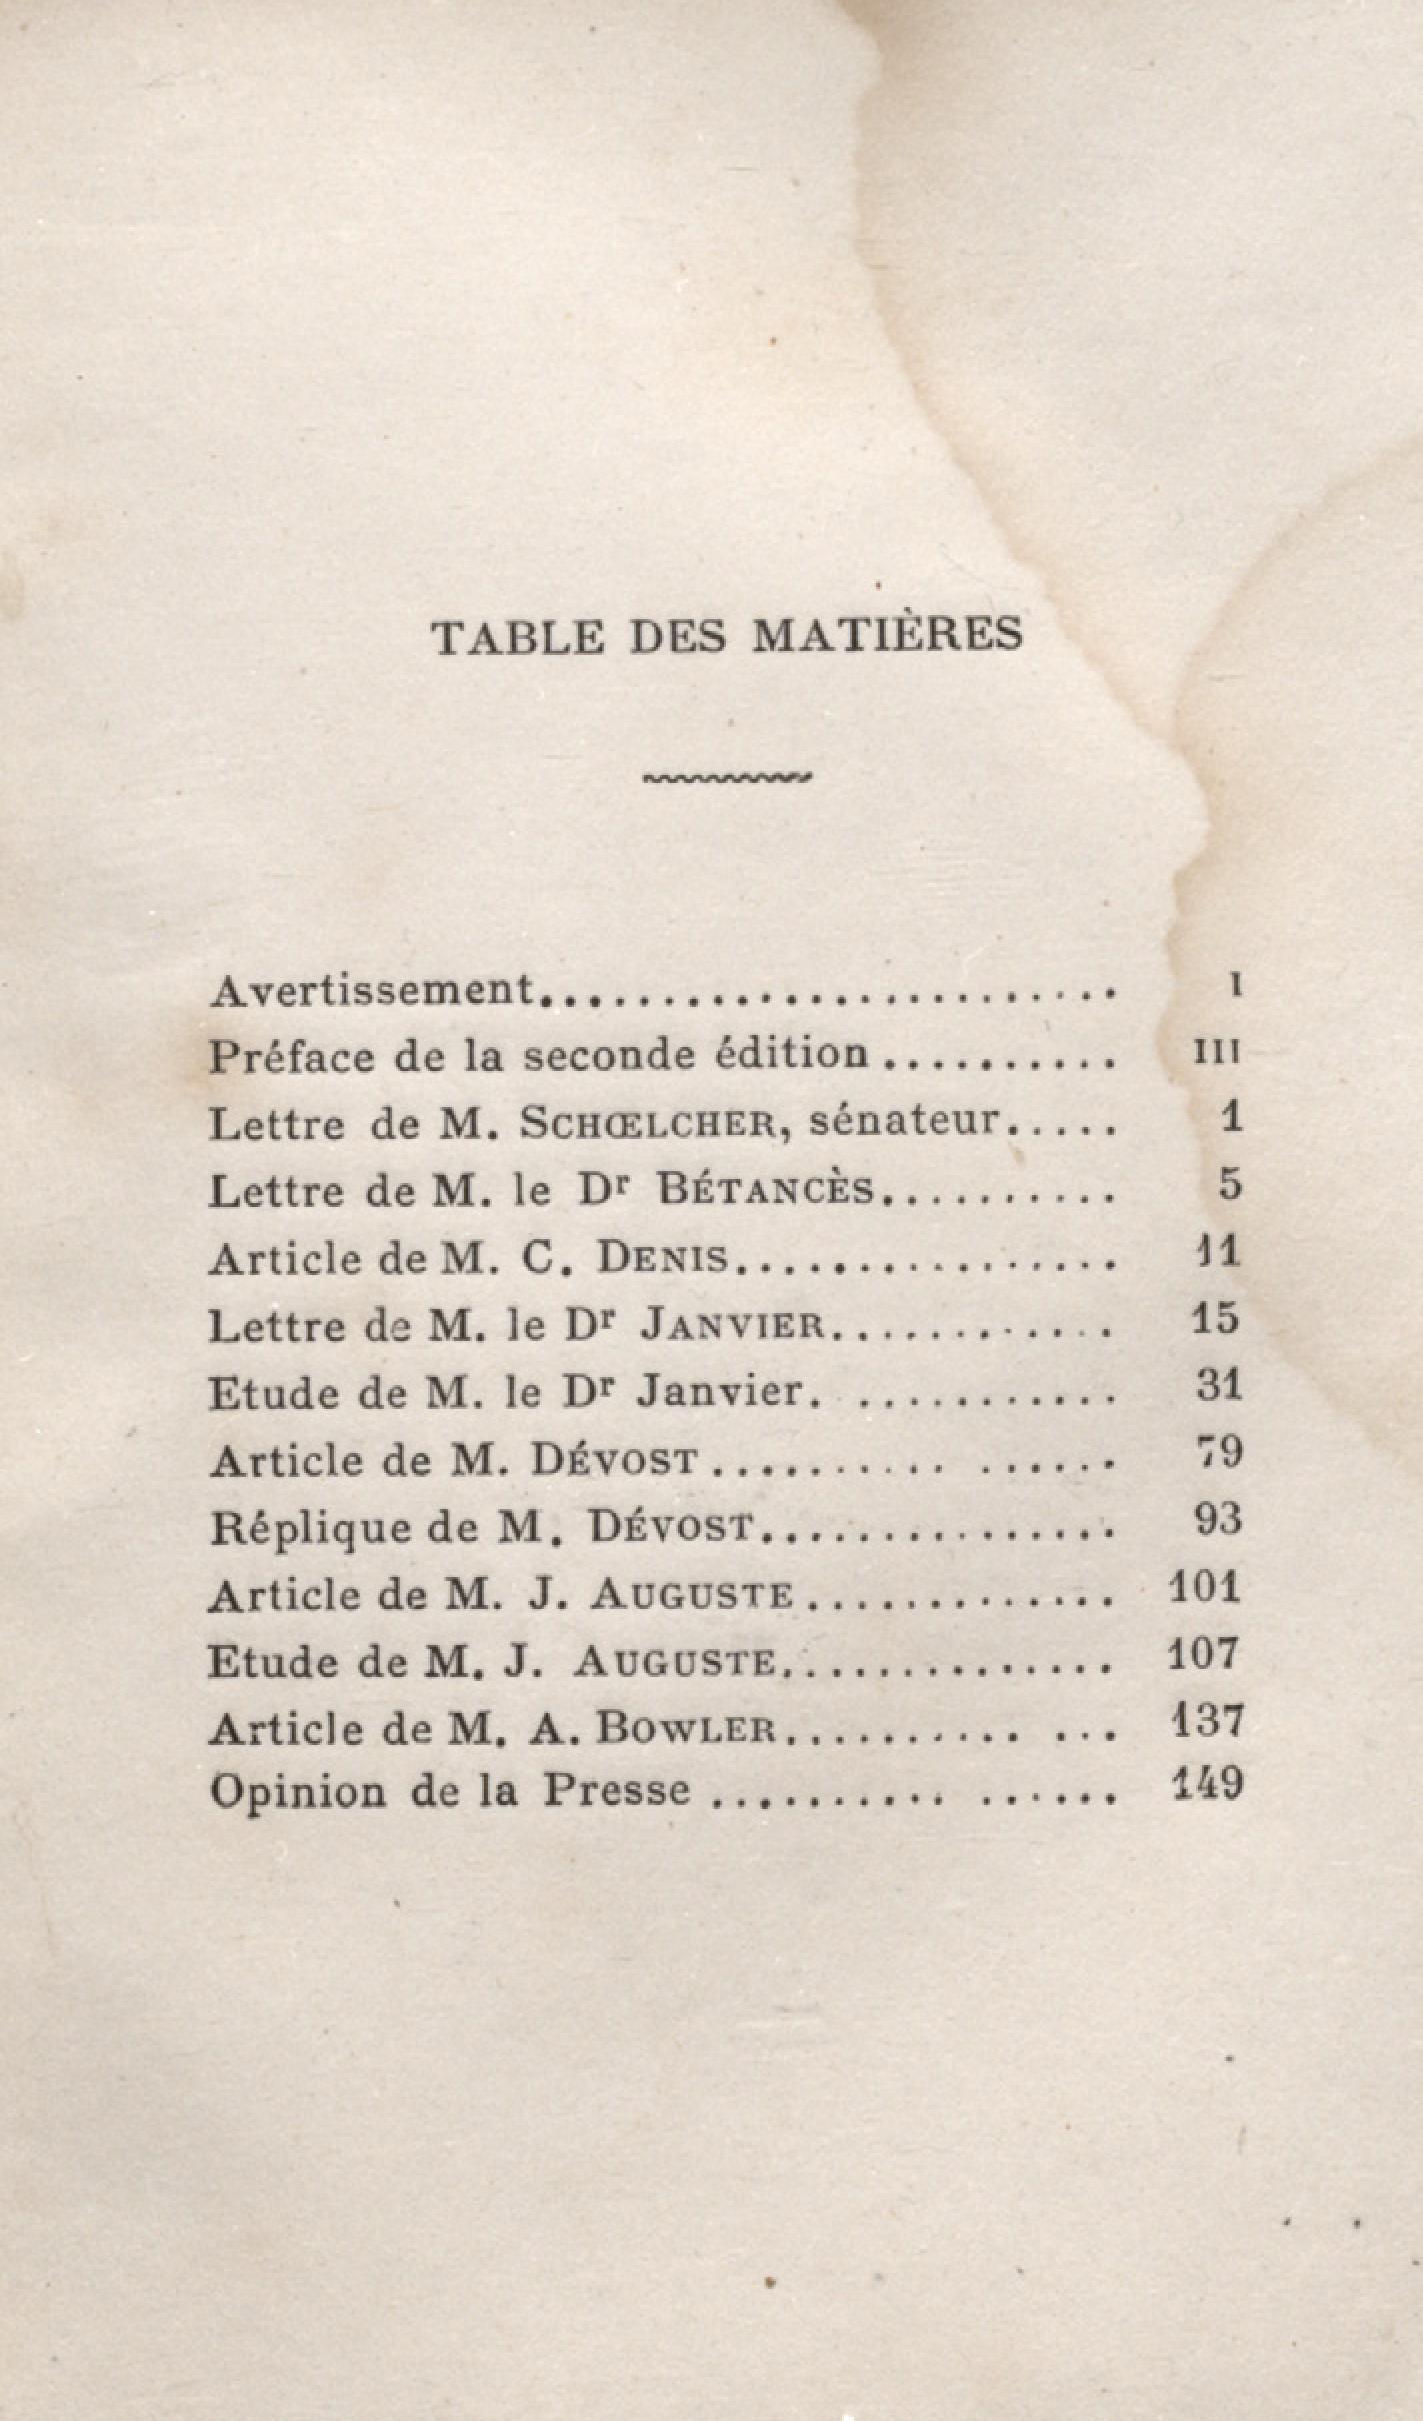 TABLE DES MATIÈRES
Avertissement........................ I
Préface de la seconde édition.......... III
Lettre de M. SCHŒLCHER, sénateur..... 1
Lettre de M. le Dr BÉTANCÈS.......... 5
Article de M. C. DENIS................ 11
Lettre de M. le Dr JANVIER............ 15
Etude de M. le Dr Janvier. ........... 31
Article de M. DÉVOST .......... ...... 79
Réplique de M. DÉVOST............... 93
Article de M. J. AUGUSTE ............. 101
Etude de M. J. AUGUSTE.............. 107
Article de M. A. BOWLER.......... ... 137
Opinion de la Presse .......... ...... 149